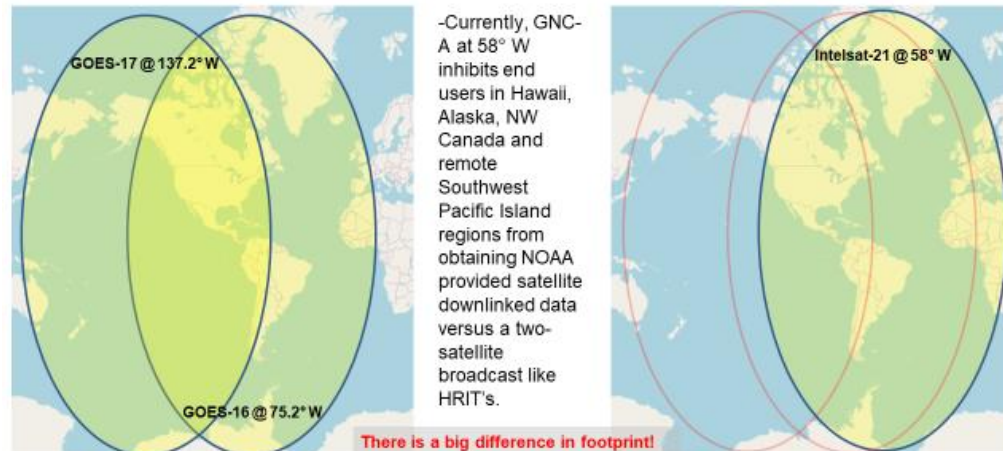 GOES-17 @ 137.2° W
GOES-16 @ 75.2° W
-Currently, GNC-
A at 58° W
inhibits end
users in Hawaii,
Alaska, NW
Canada and
remote
Southwest
Pacific Island
regions from
obtaining NOAA
provided satellite
downlinked data
versus a two-
satellite
broadcast like
HRIT's.
Intelsat-21 @ 58° W
There is a big difference in footprint!